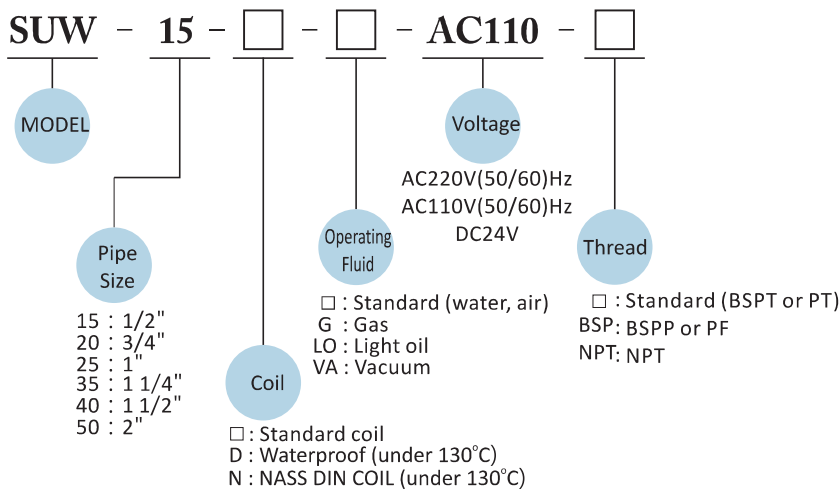 SUW - 15 - □ - □ - AC110 - □
MODEL
Voltage
AC220V(50/60)Hz
AC110V(50/60)Hz
DC24V
Pipe
Size
15 : 1/2"
20 : 3/4"
25 : 1"
35 : 1 1/4"
40 : 1 1/2"
50 : 2"
Operating
Fluid
□ : Standard (water, air)
G : Gas
LO : Light oil
VA : Vacuum
Thread
□ : Standard (BSPT or PT)
BSP : BSPP or PF
NPT : NPT
Coil
□ : Standard coil
D : Waterproof (under 130°C)
N : NASS DIN COIL (under 130°C)